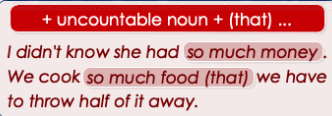 + uncountable noun + (that) ...
I didn't know she had so much money.
We cook so much food (that) we have
to throw half of it away.